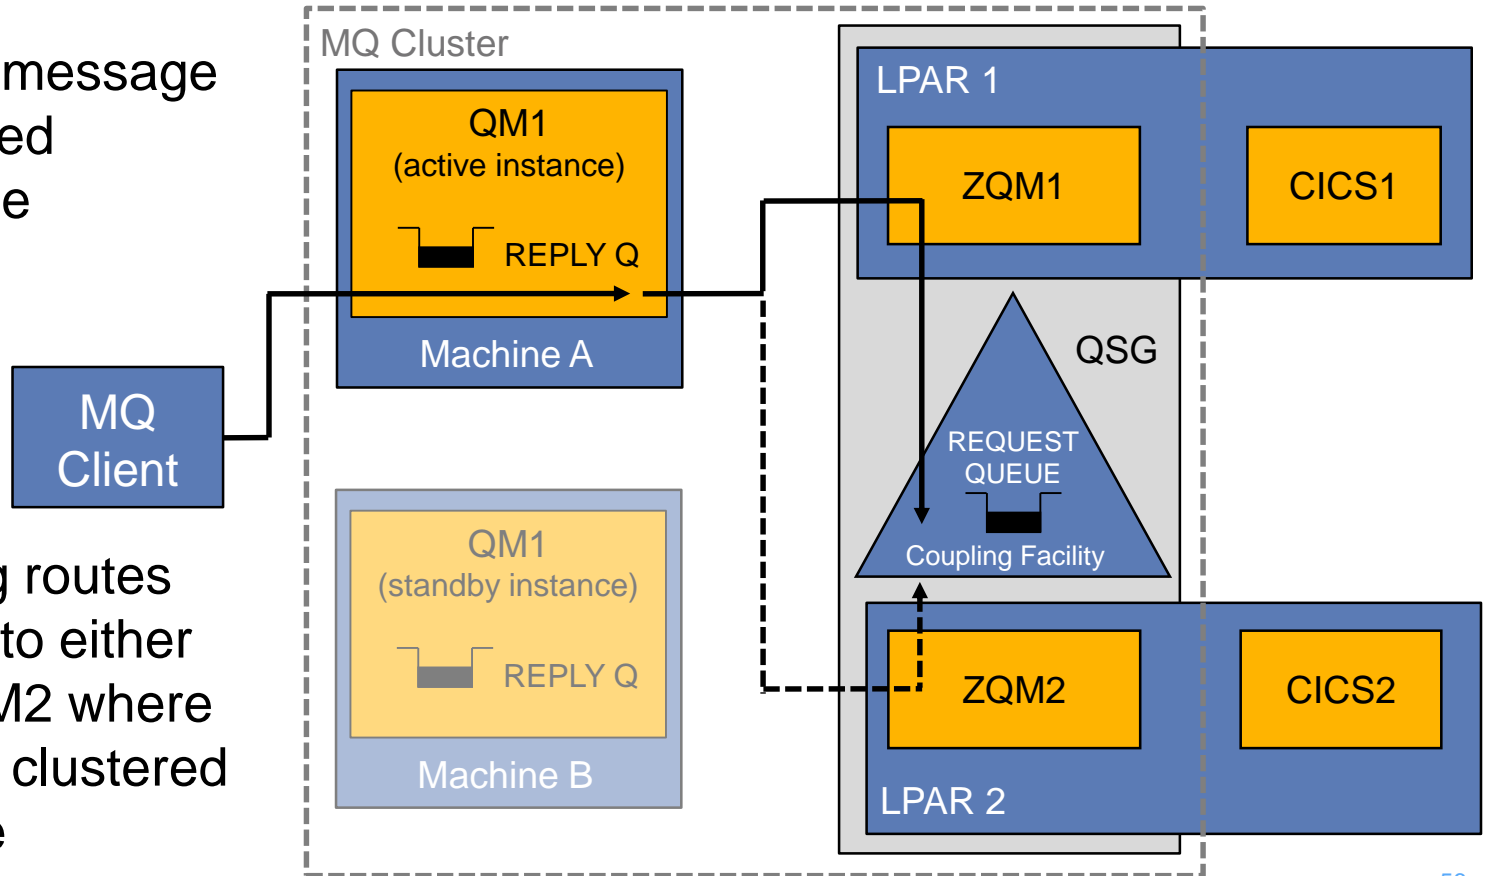 message
ed
e
MQ
Client
g routes
to either
M2 where
clustered
e
MQ Cluster
QM1
(active instance)
REPLY Q
Machine A
QM1
(standby instance)
REPLY Q
Machine B
LPAR 1
ZQM1
CICS1
QSG
REQUEST
QUEUE
Coupling Facility
ZQM2
CICS2
LPAR 2